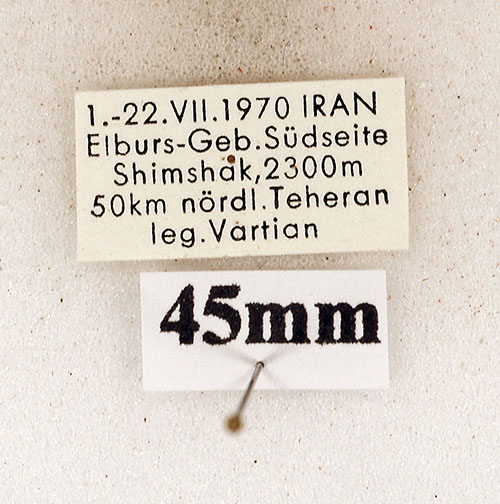 1.-22.VII.1970 IRAN
Elburs-Geb.Südseite
Shimshak,2300m
50km nördl.Teheran
leg.Vartian
45mm